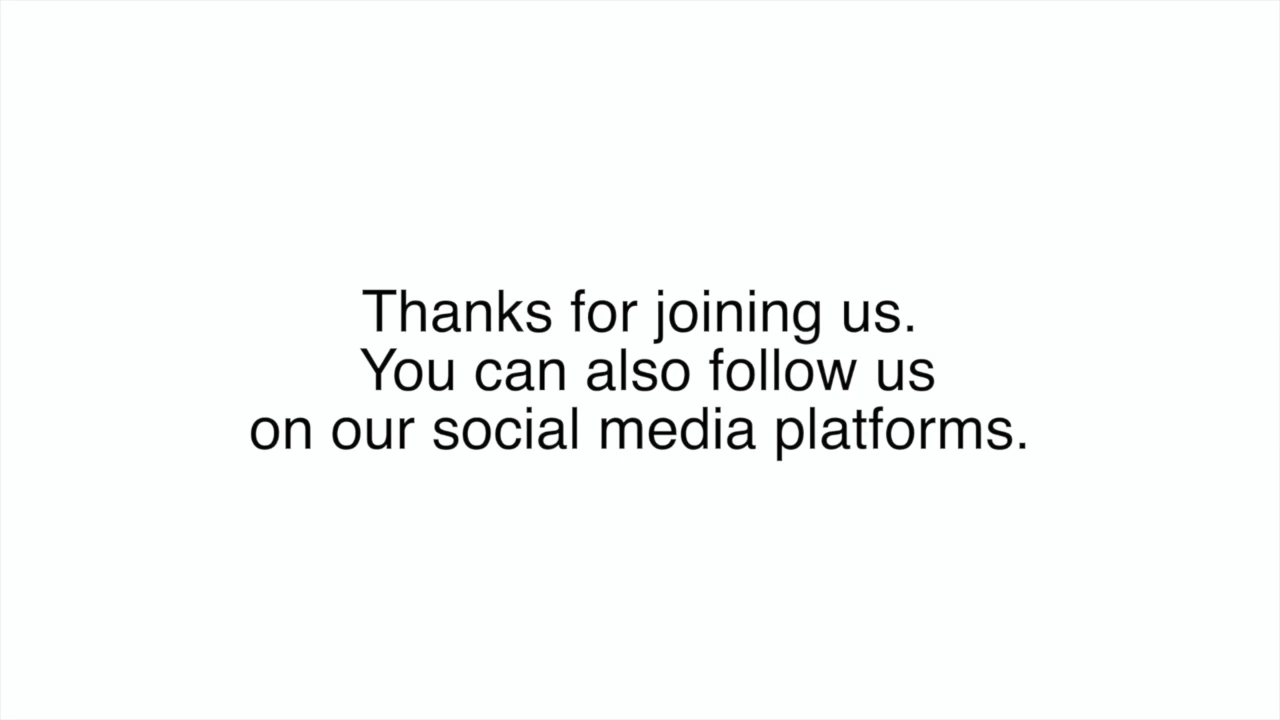 Thanks for joining us.
You can also follow us
on our social media platforms.